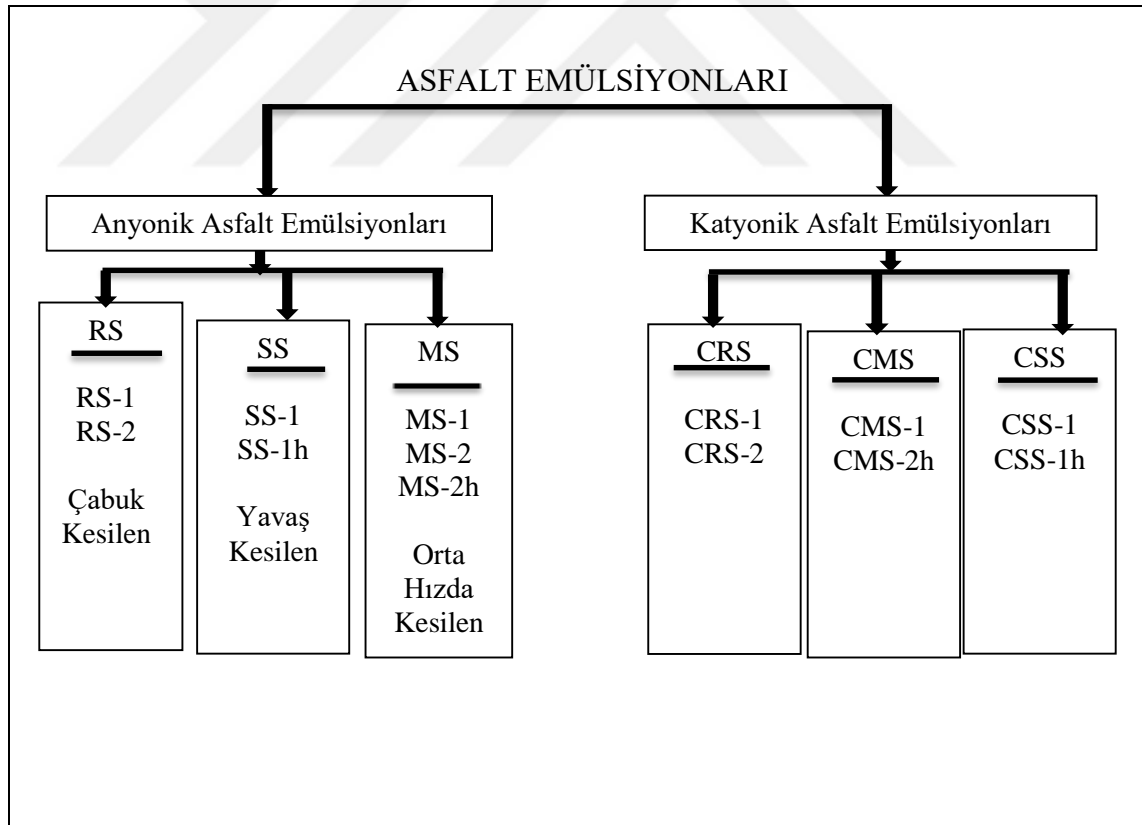 ASFALT EMÜLSİYONLARI
Anyonik Asfalt Emülsiyonları
RS
RS-1
RS-2
Çabuk
Kesilen
SS
SS-1
SS-1h
Yavaş
Kesilen
MS
MS-1
MS-2
MS-2h
Orta
Hızda
Kesilen
Katyonik Asfalt Emülsiyonları
CRS
CRS-1
CRS-2
CMS
CMS-1
CMS-2h
CSS
CSS-1
CSS-1h